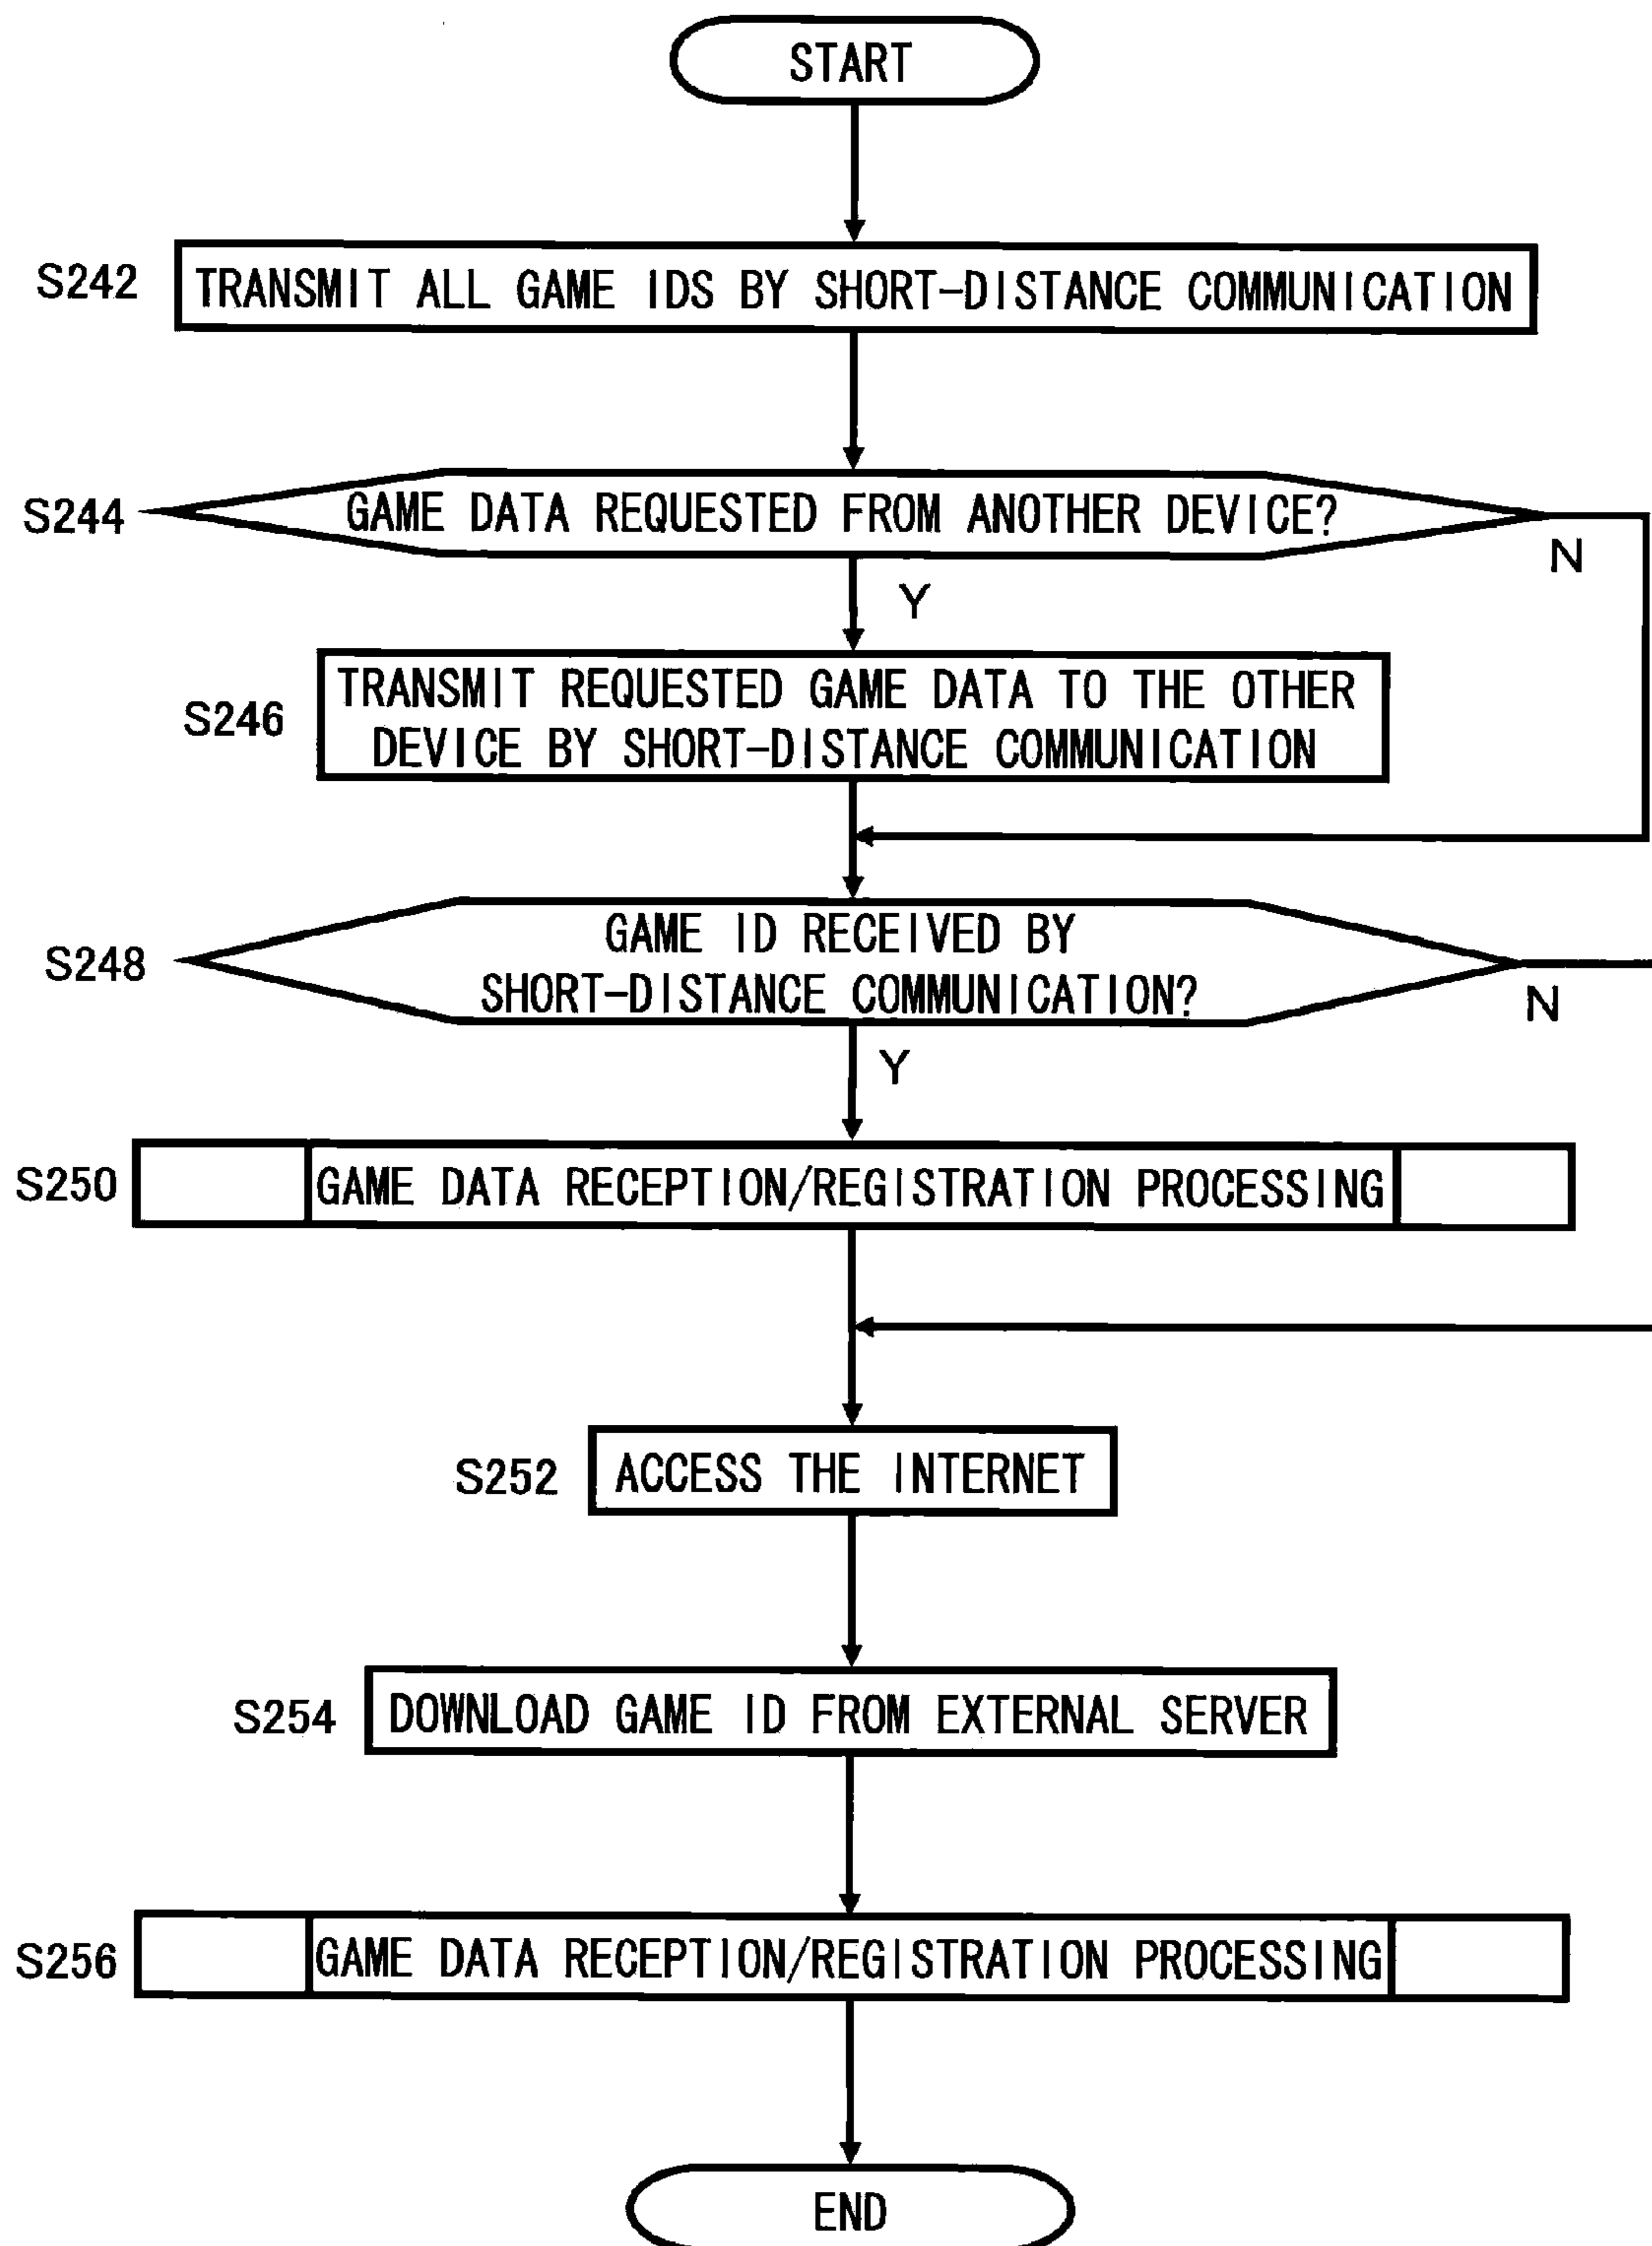 START
S242
TRANSMIT ALL GAME IDS BY SHORT-DISTANCE COMMUNICATION
S244
GAME DATA REQUESTED FROM ANOTHER DEVICE?
N
Y
S246
TRANSMIT REQUESTED GAME DATA TO THE OTHER
DEVICE BY SHORT-DISTANCE COMMUNICATION
S248
GAME ID RECEIVED BY
SHORT-DISTANCE COMMUNICATION?
N
Y
S250
GAME DATA RECEPTION/REGISTRATION PROCESSING
S252
ACCESS THE INTERNET
S254
DOWNLOAD GAME ID FROM EXTERNAL SERVER
S256
GAME DATA RECEPTION/REGISTRATION PROCESSING
END